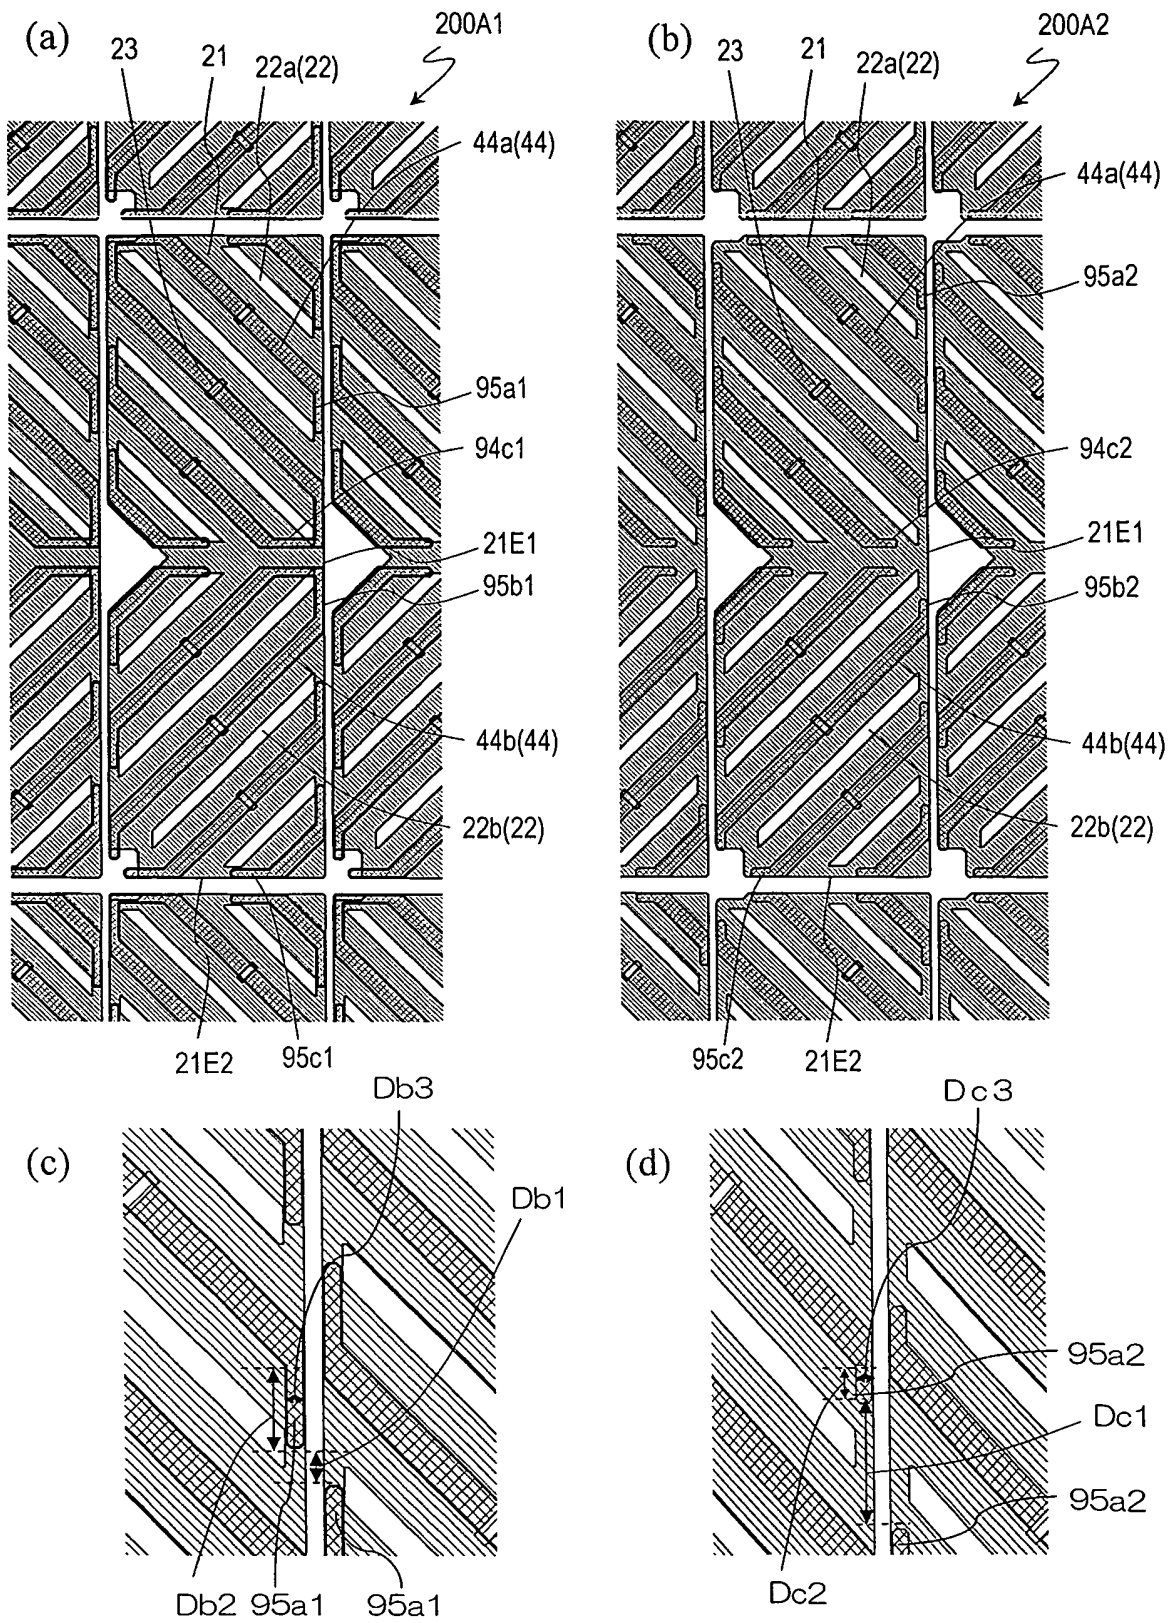 (a)
200A1
23
21
22a(22)
44a(44)
95a1
94c1
21E1
95b1
44b(44)
22b(22)
21E2
95c1
(b)
200A2
23
21
22a(22)
44a(44)
95a2
94c2
21E1
95b2
44b(44)
22b(22)
95c2
21E2
(c)
Db3
Db1
Db2
95a1
95a1
(d)
Dc3
95a2
Dc1
95a2
Dc2